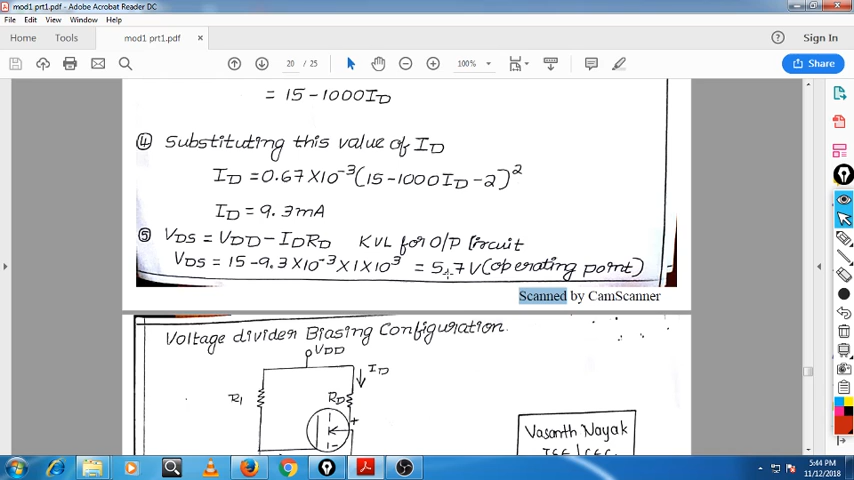 mod1 prt1.pdf - Adobe Acrobat Reader DC
File Edit View Window Help
Home Tools mod1 prt1.pdf × Sign In
20 / 25 100% Share
= 15 - 1000ID
④ Substituting this value of ID
ID = 0.67 X10⁻³ (15 - 1000ID - 2)²
ID = 9.3mA
⑤ VDS = VDD - IDRD KVL for O/P Circuit
VDS = 15 - 9.3 X10⁻³ X 1 X10³ = 5.7 V (operating point)
Scanned by CamScanner
Voltage divider Biasing Configuration.
VDD
ID
R1 RD
+
Vasanth Nayak
5:44 PM
11/12/2018